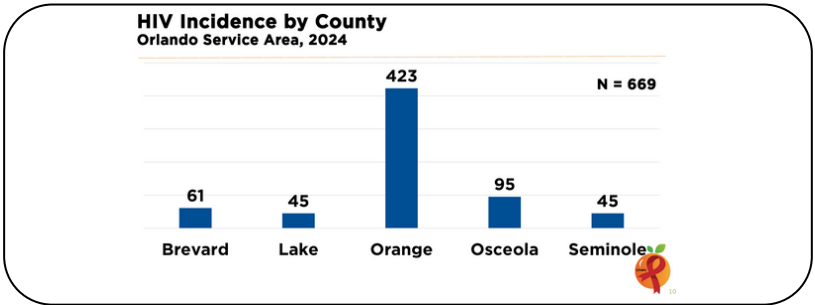 HIV Incidence by County
Orlando Service Area, 2024
423
N = 669
95
61
45
45
Brevard Lake Orange Osceola Seminole
10